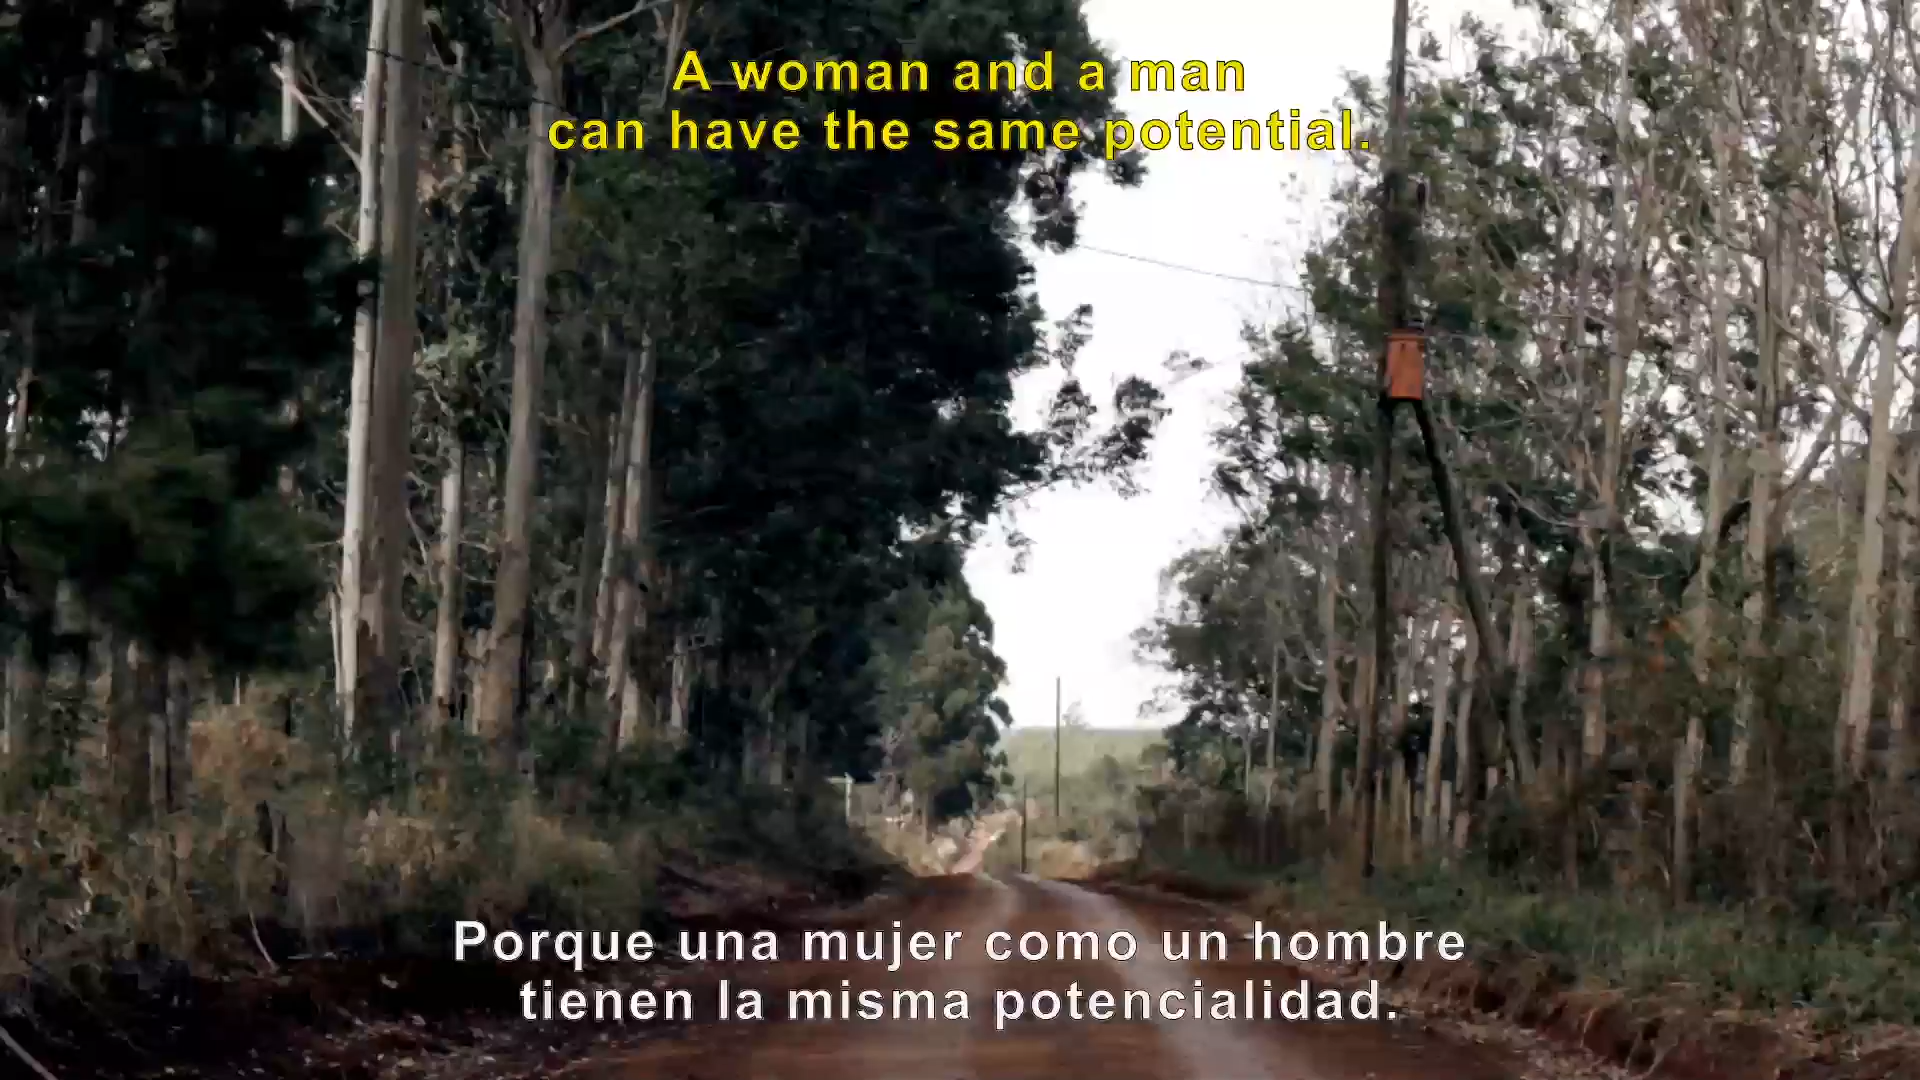 A woman and a man
can have the same potential.
Porque una mujer como un hombre
tienen la misma potencialidad.